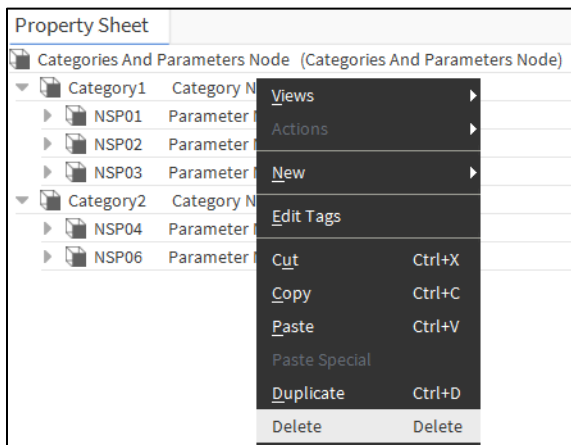 Property Sheet
Categories And Parameters Node (Categories And Parameters Node)
Category1 Category N
Views
NSP01 Parameter
Actions
NSP02 Parameter
NSP03 Parameter
New
Category2 Category N
Edit Tags
NSP04 Parameter
NSP06 Parameter
Cut Ctrl+X
Copy Ctrl+C
Paste Ctrl+V
Paste Special
Duplicate Ctrl+D
Delete Delete